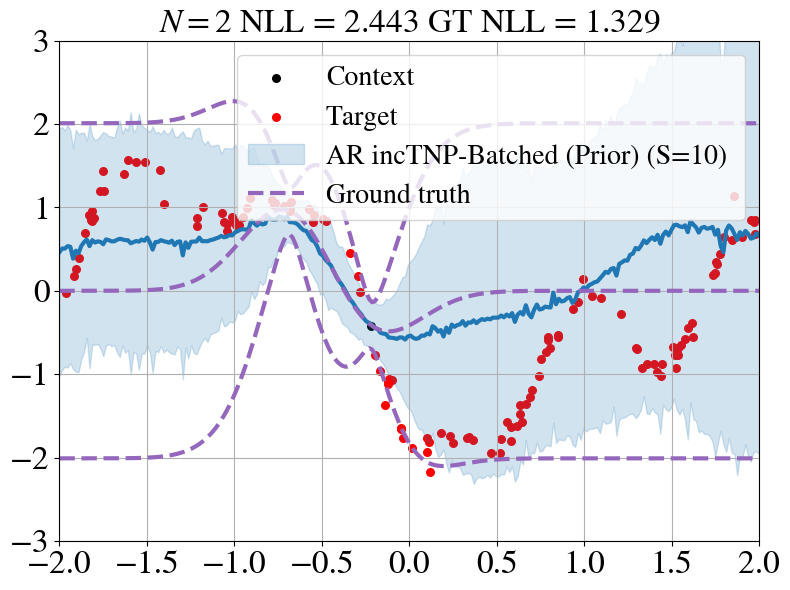 N = 2 NLL = 2.443 GT NLL = 1.329
3
2
1
0
−1
−2
−3
Context
Target
AR incTNP-Batched (Prior) (S=10)
Ground truth
−2.0 −1.5 −1.0 −0.5 0.0 0.5 1.0 1.5 2.0